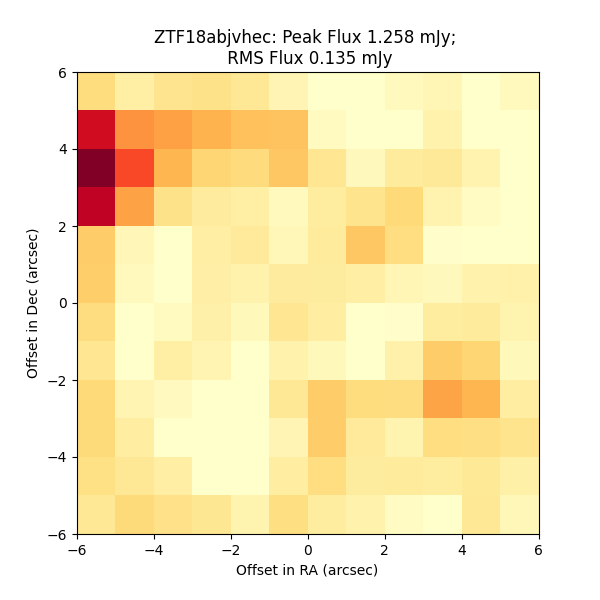 ZTF18abjvhec: Peak Flux 1.258 mJy;
RMS Flux 0.135 mJy
6
4
2
0
−2
−4
−6
Offset in Dec (arcsec)
−6 −4 −2 0 2 4 6
Offset in RA (arcsec)